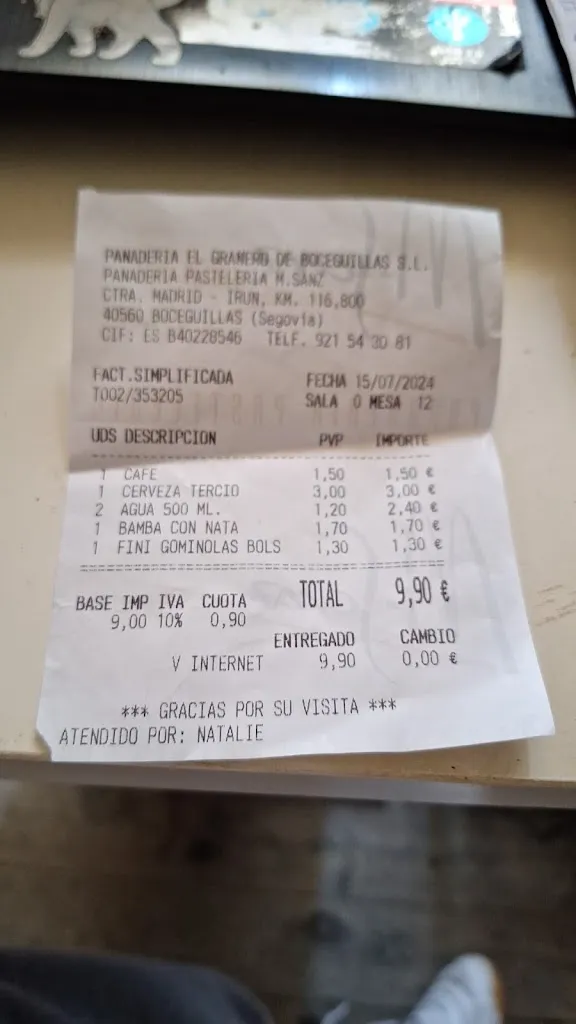 PANADERIA EL GRANERO DE BOCEGUILLAS S.L.
PANADERIA PASTELERIA M.SANZ
CTRA. MADRID - IRUN, KM. 116,800
40560 BOCEGUILLAS (Segovia)
CIF: ES B40228546 TELF. 921 54 30 81
FACT.SIMPLIFICADA FECHA 15/07/2024
T002/353205 SALA 0 MESA 12
UDS DESCRIPCION PVP IMPORTE
1 CAFE 1,50 1,50 €
1 CERVEZA TERCIO 3,00 3,00 €
2 AGUA 500 ML. 1,20 2,40 €
1 BAMBA CON NATA 1,70 1,70 €
1 FINI GOMINOLAS BOLS 1,30 1,30 €
TOTAL 9,90 €
BASE IMP IVA CUOTA
9,00 10% 0,90
ENTREGADO CAMBIO
V INTERNET 9,90 0,00 €
*** GRACIAS POR SU VISITA ***
ATENDIDO POR: NATALIE